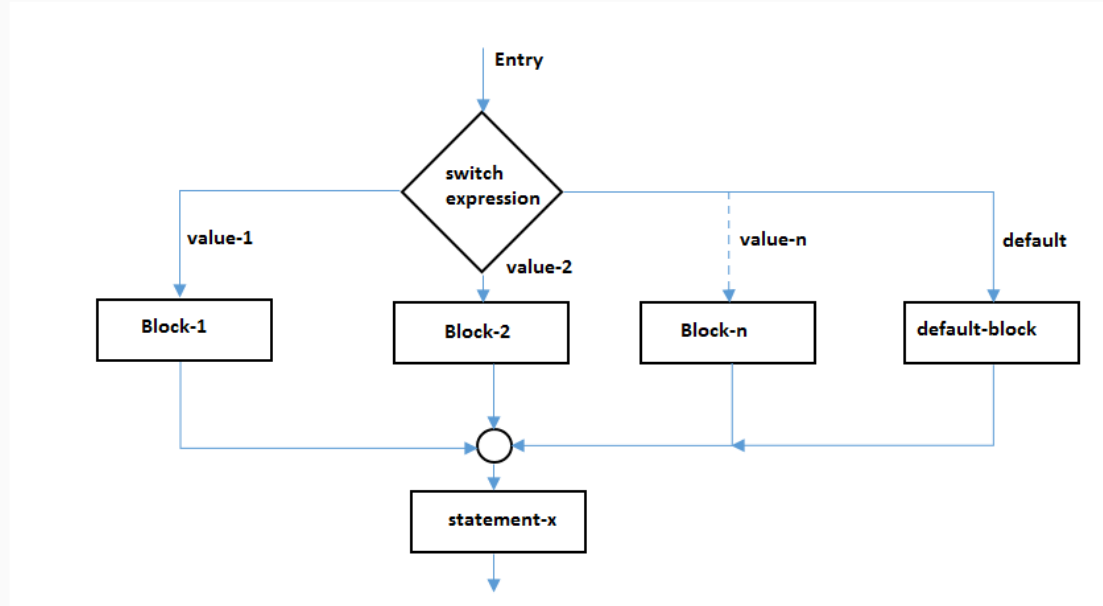 Entry
switch
expression
value-1
value-2
value-n
default
Block-1
Block-2
Block-n
default-block
statement-x